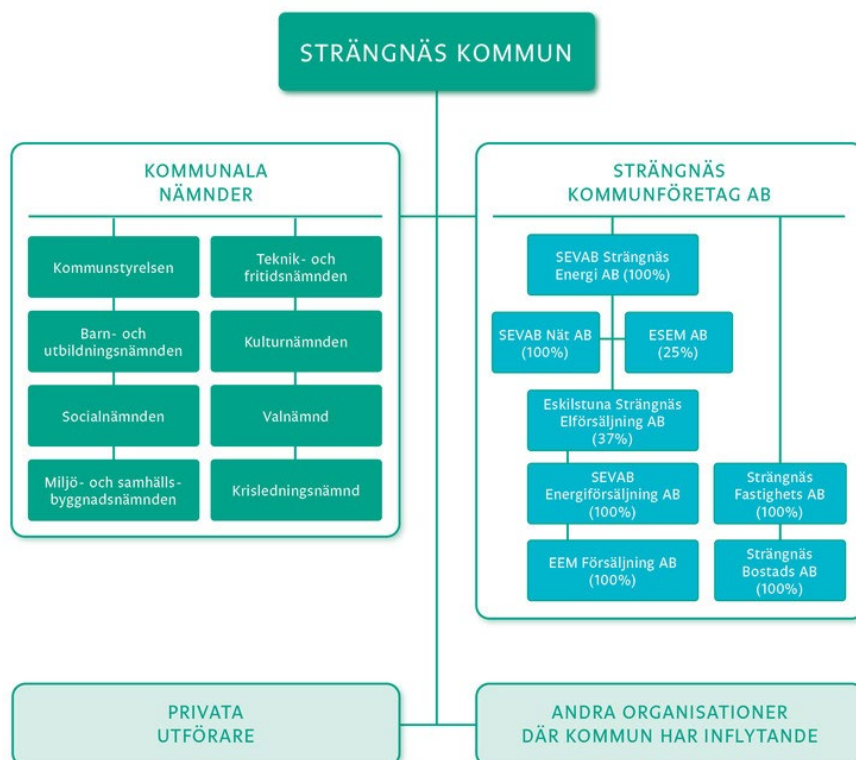 STRÄNGNÄS KOMMUN
KOMMUNALA
NÄMNDER
Kommunstyrelsen
Barn- och
utbildningsnämnden
Socialnämnden
Miljö- och samhälls-
byggnadsnämnden
Teknik- och
fritidsnämnden
Kulturnämnden
Valnämnd
Krisledningsnämnd
STRÄNGNÄS
KOMMUNFÖRETAG AB
SEVAB Strängnäs
Energi AB (100%)
SEVAB Nät AB
(100%)
ESEM AB
(25%)
Eskilstuna Strängnäs
Elförsäljning AB
(37%)
SEVAB
Energiförsäljning AB
(100%)
EEM Försäljning AB
(100%)
Strängnäs
Fastighets AB
(100%)
Strängnäs
Bostads AB
(100%)
PRIVATA
UTFÖRARE
ANDRA ORGANISATIONER
DÄR KOMMUN HAR INFLYTANDE